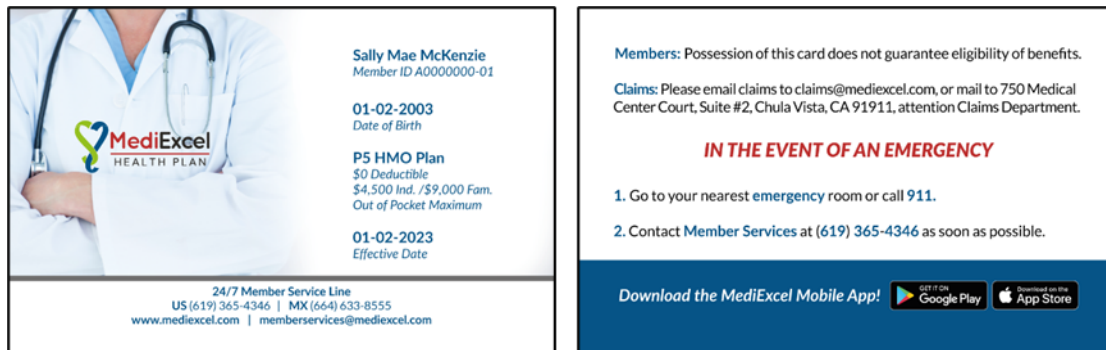 Sally Mae McKenzie
Member ID A0000000-01
01-02-2003
Date of Birth
MediExcel
HEALTH PLAN
P5 HMO Plan
$0 Deductible
$4,500 Ind. /$9,000 Fam.
Out of Pocket Maximum
01-02-2023
Effective Date
24/7 Member Service Line
US (619) 365-4346 | MX (664) 633-8555
www.mediexcel.com | memberservices@mediexcel.com
Members: Possession of this card does not guarantee eligibility of benefits.
Claims: Please email claims to claims@mediexcel.com, or mail to 750 Medical
Center Court, Suite #2, Chula Vista, CA 91911, attention Claims Department.
IN THE EVENT OF AN EMERGENCY
1. Go to your nearest emergency room or call 911.
2. Contact Member Services at (619) 365-4346 as soon as possible.
Download the MediExcel Mobile App!
GET IT ON
Google Play
Download on the
App Store